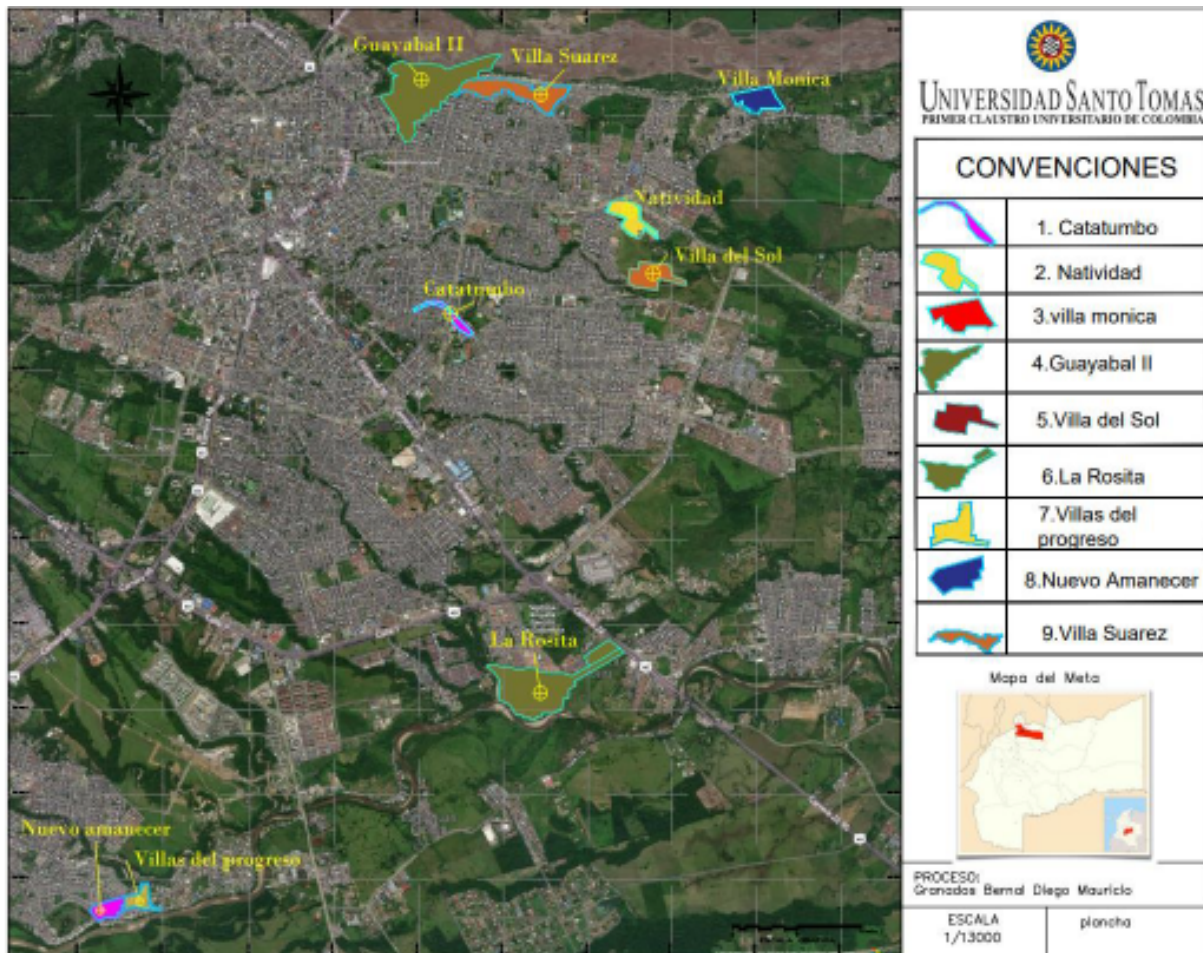 Guayabal II
Villa Suarez
Villa Monica
Natividad
Villa del Sol
Catatumbo
La Rosita
Nuevo amanecer
Villas del progreso
UNIVERSIDAD SANTO TOMAS
PRIMER CLAUSTRO UNIVERSITARIO DE COLOMBIA
CONVENCIONES
1. Catatumbo
2. Natividad
3.villa monica
4.Guayabal II
5.Villa del Sol
6.La Rosita
7.Villas del
progreso
8.Nuevo Amanecer
9.Villa Suarez
Mapa del Meta
PROCESO:
Granados Bernal Diego Mauricio
ESCALA
1/13000
plancha